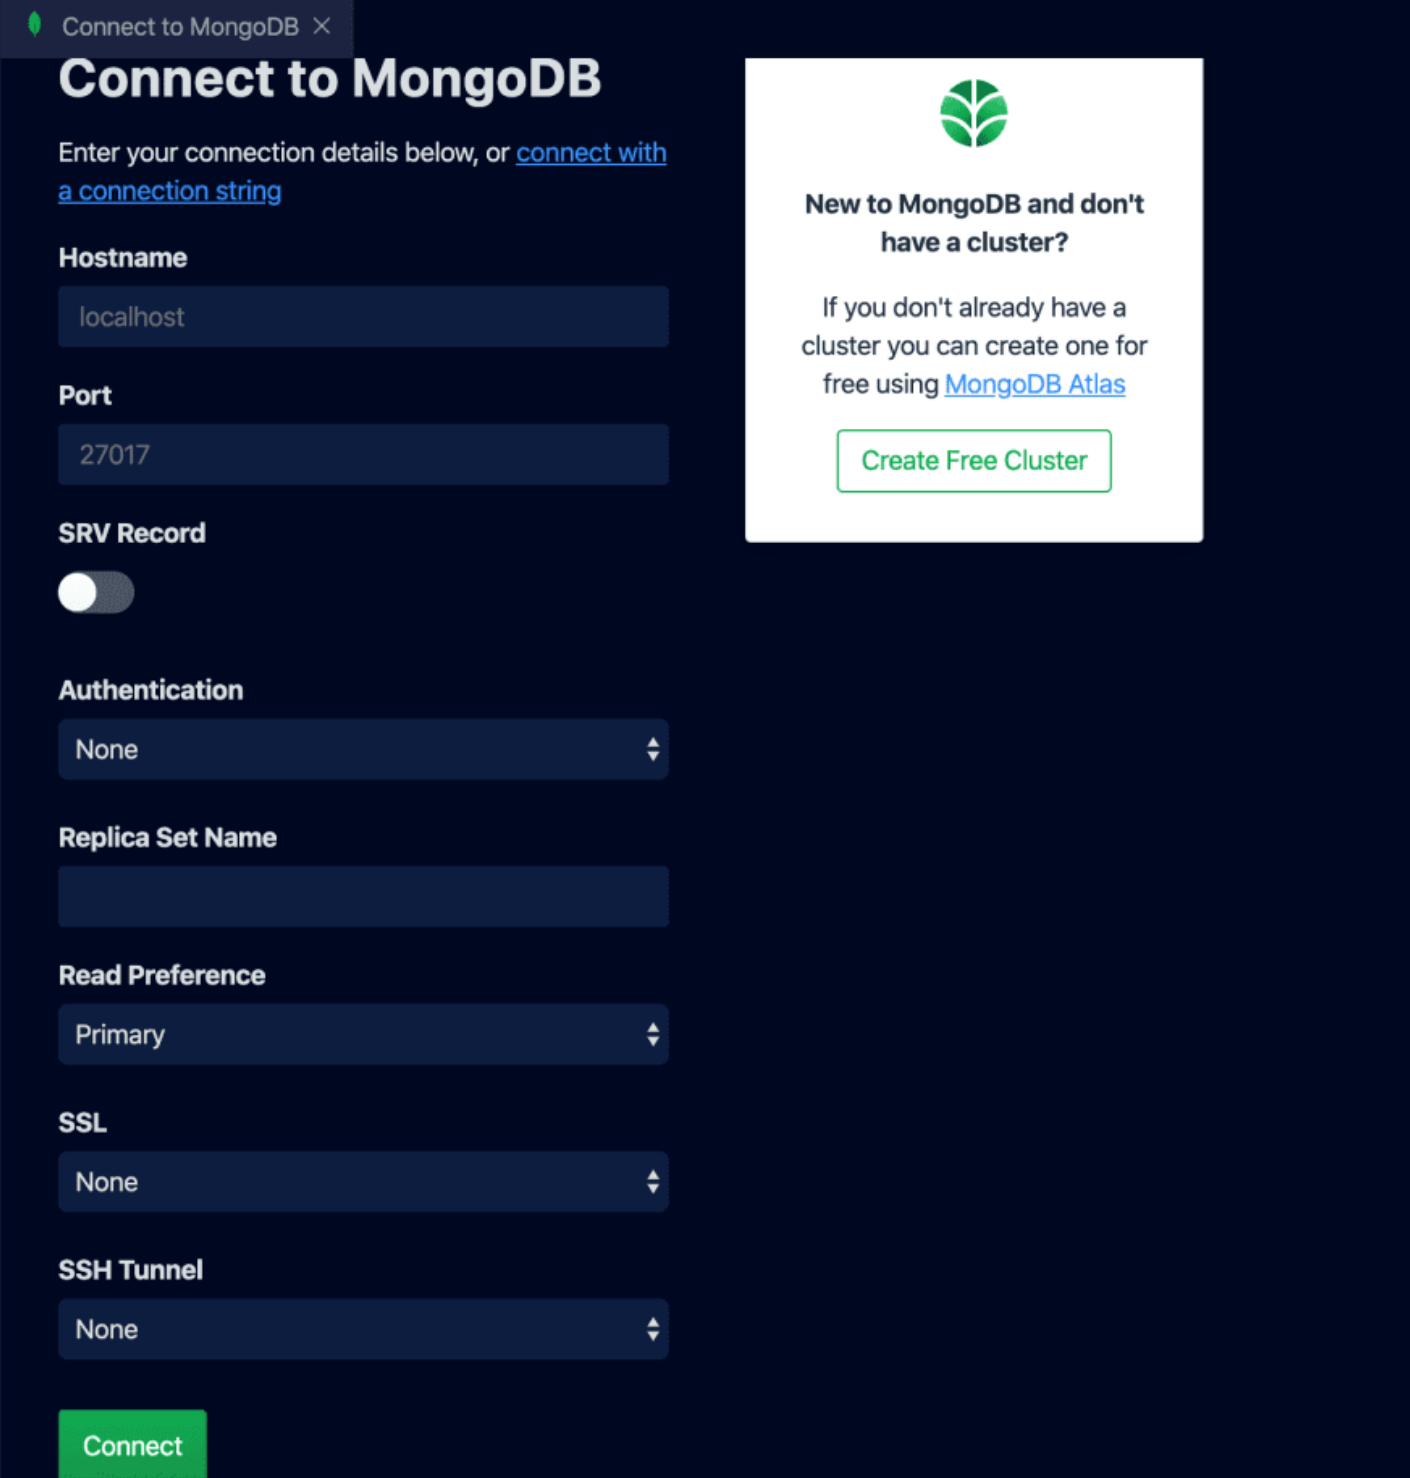 Connect to MongoDB
Connect to MongoDB
Enter your connection details below, or connect with
a connection string
Hostname
localhost
Port
27017
SRV Record
Authentication
None
Replica Set Name
Read Preference
Primary
SSL
None
SSH Tunnel
None
Connect
New to MongoDB and don't
have a cluster?
If you don't already have a
cluster you can create one for
free using MongoDB Atlas
Create Free Cluster